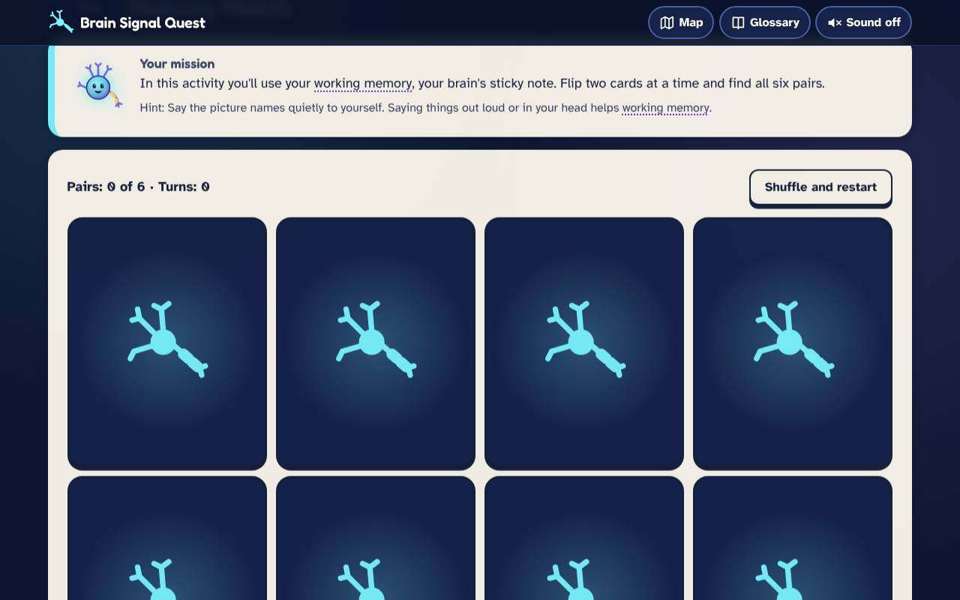 Brain Signal Quest
Map
Glossary
Sound off
Your mission
In this activity you'll use your working memory, your brain's sticky note. Flip two cards at a time and find all six pairs.
Hint: Say the picture names quietly to yourself. Saying things out loud or in your head helps working memory.
Pairs: 0 of 6 · Turns: 0
Shuffle and restart